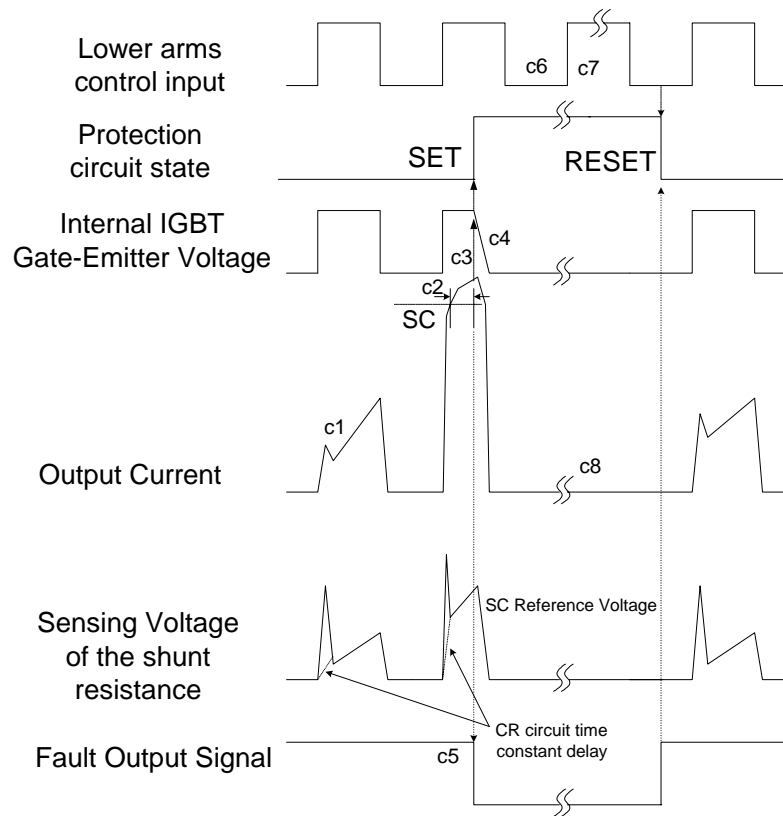 Lower arms
control input
c6
c7
Protection
circuit state
SET
RESET
Internal IGBT
Gate-Emitter Voltage
c4
c3
c2
SC
c1
Output Current
c8
SC Reference Voltage
Sensing Voltage
of the shunt
resistance
CR circuit time
constant delay
Fault Output Signal
c5